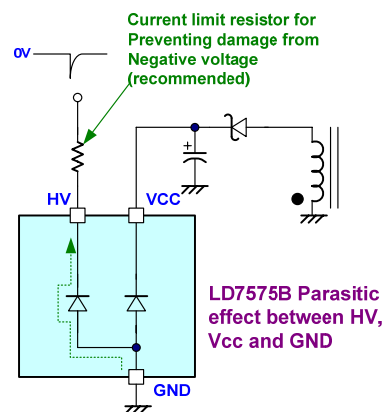 Current limit resistor for
Preventing damage from
Negative voltage
(recommended)
0V
+
HV
VCC
LD7575B Parasitic
effect between HV,
Vcc and GND
GND